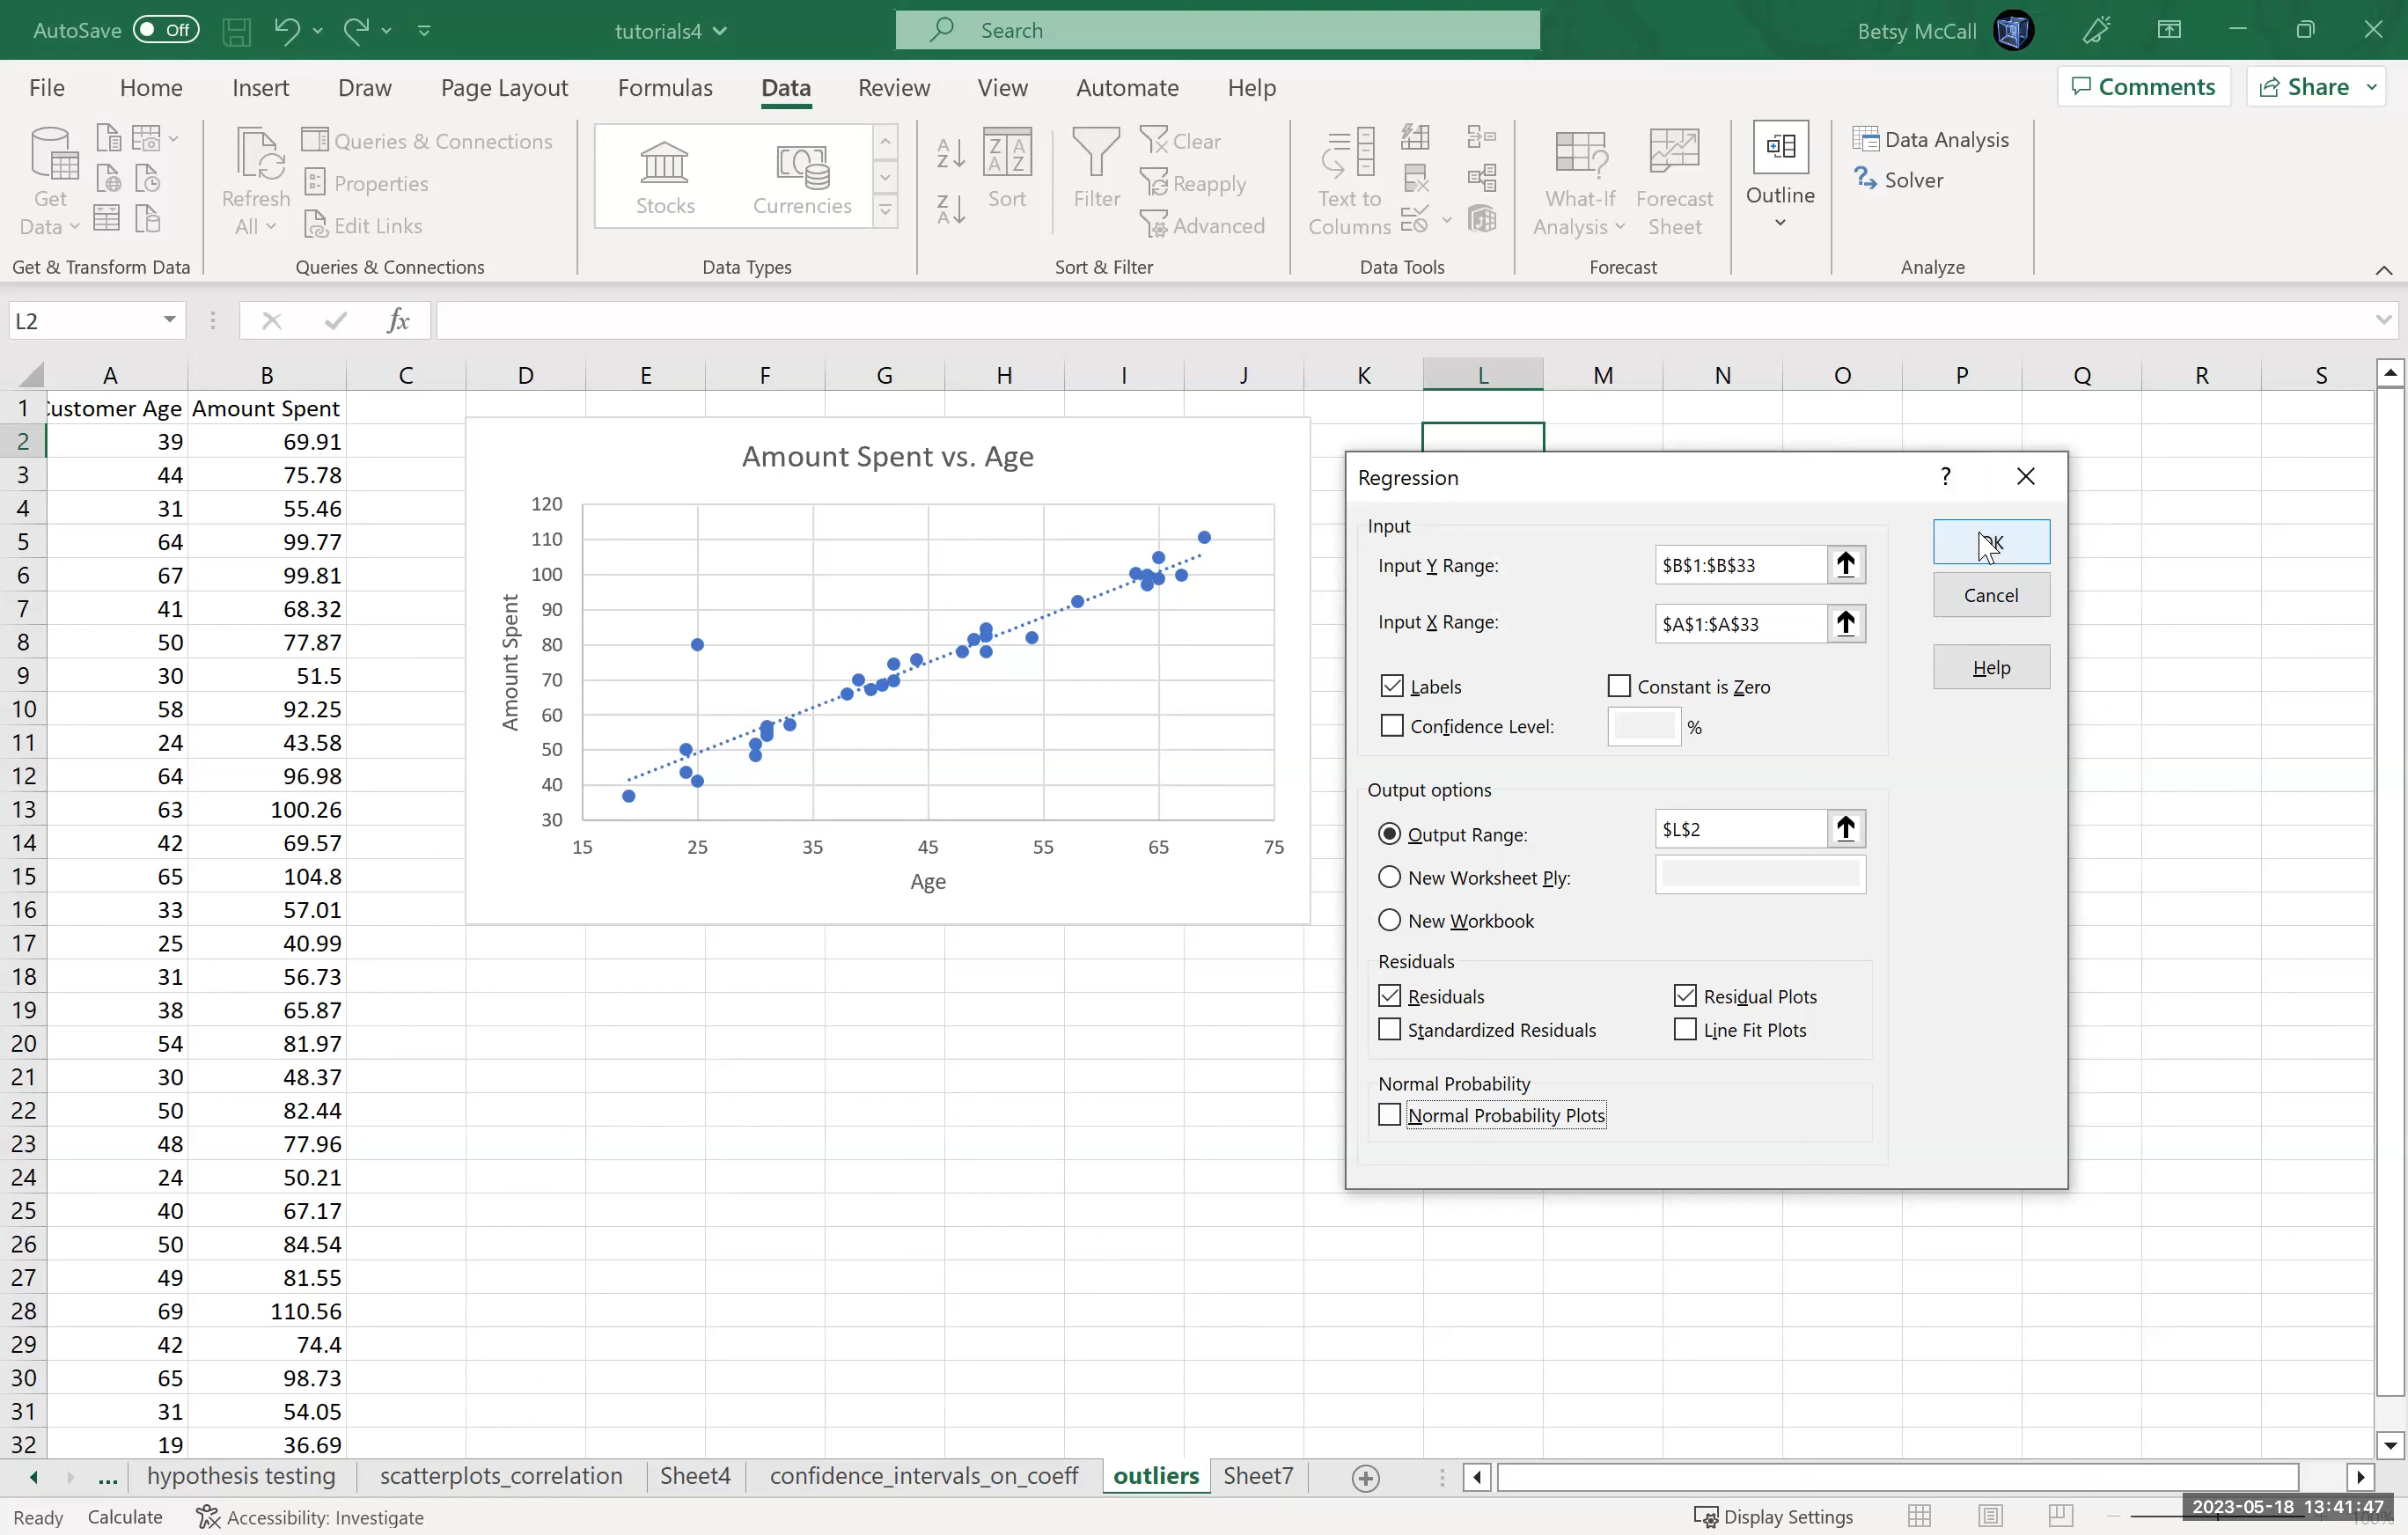 AutoSave Off tutorials4 Search Betsy McCall
File Home Insert Draw Page Layout Formulas Data Review View Automate Help Comments Share
Get Data
Refresh All
Queries & Connections
Properties
Edit Links
Stocks Currencies
Sort
Filter
Clear
Reapply
Advanced
Text to Columns
What-If Analysis
Forecast Sheet
Outline
Data Analysis
Solver
Get & Transform Data Queries & Connections Data Types Sort & Filter Data Tools Forecast Analyze
L2 fx
A B C D E F G H I J K L M N O P Q R S
1 Customer Age Amount Spent
2 39 69.91
3 44 75.78
4 31 55.46
5 64 99.77
6 67 99.81
7 41 68.32
8 50 77.87
9 30 51.5
10 58 92.25
11 24 43.58
12 64 96.98
13 63 100.26
14 42 69.57
15 65 104.8
16 33 57.01
17 25 40.99
18 31 56.73
19 38 65.87
20 54 81.97
21 30 48.37
22 50 82.44
23 48 77.96
24 24 50.21
25 40 67.17
26 50 84.54
27 49 81.55
28 69 110.56
29 42 74.4
30 65 98.73
31 31 54.05
32 19 36.69
Amount Spent vs. Age
Amount Spent
120
110
100
90
80
70
60
50
40
30
15 25 35 45 55 65 75
Age
Regression ?
Input
Input Y Range: $B$1:$B$33
Input X Range: $A$1:$A$33
Labels Constant is Zero
Confidence Level: %
OK
Cancel
Help
Output options
Output Range: $L$2
New Worksheet Ply:
New Workbook
Residuals
Residuals Residual Plots
Standardized Residuals Line Fit Plots
Normal Probability
Normal Probability Plots
... hypothesis testing scatterplots_correlation Sheet4 confidence_intervals_on_coeff outliers Sheet7
Ready Calculate Accessibility: Investigate Display Settings
2023-05-18 13:41:47